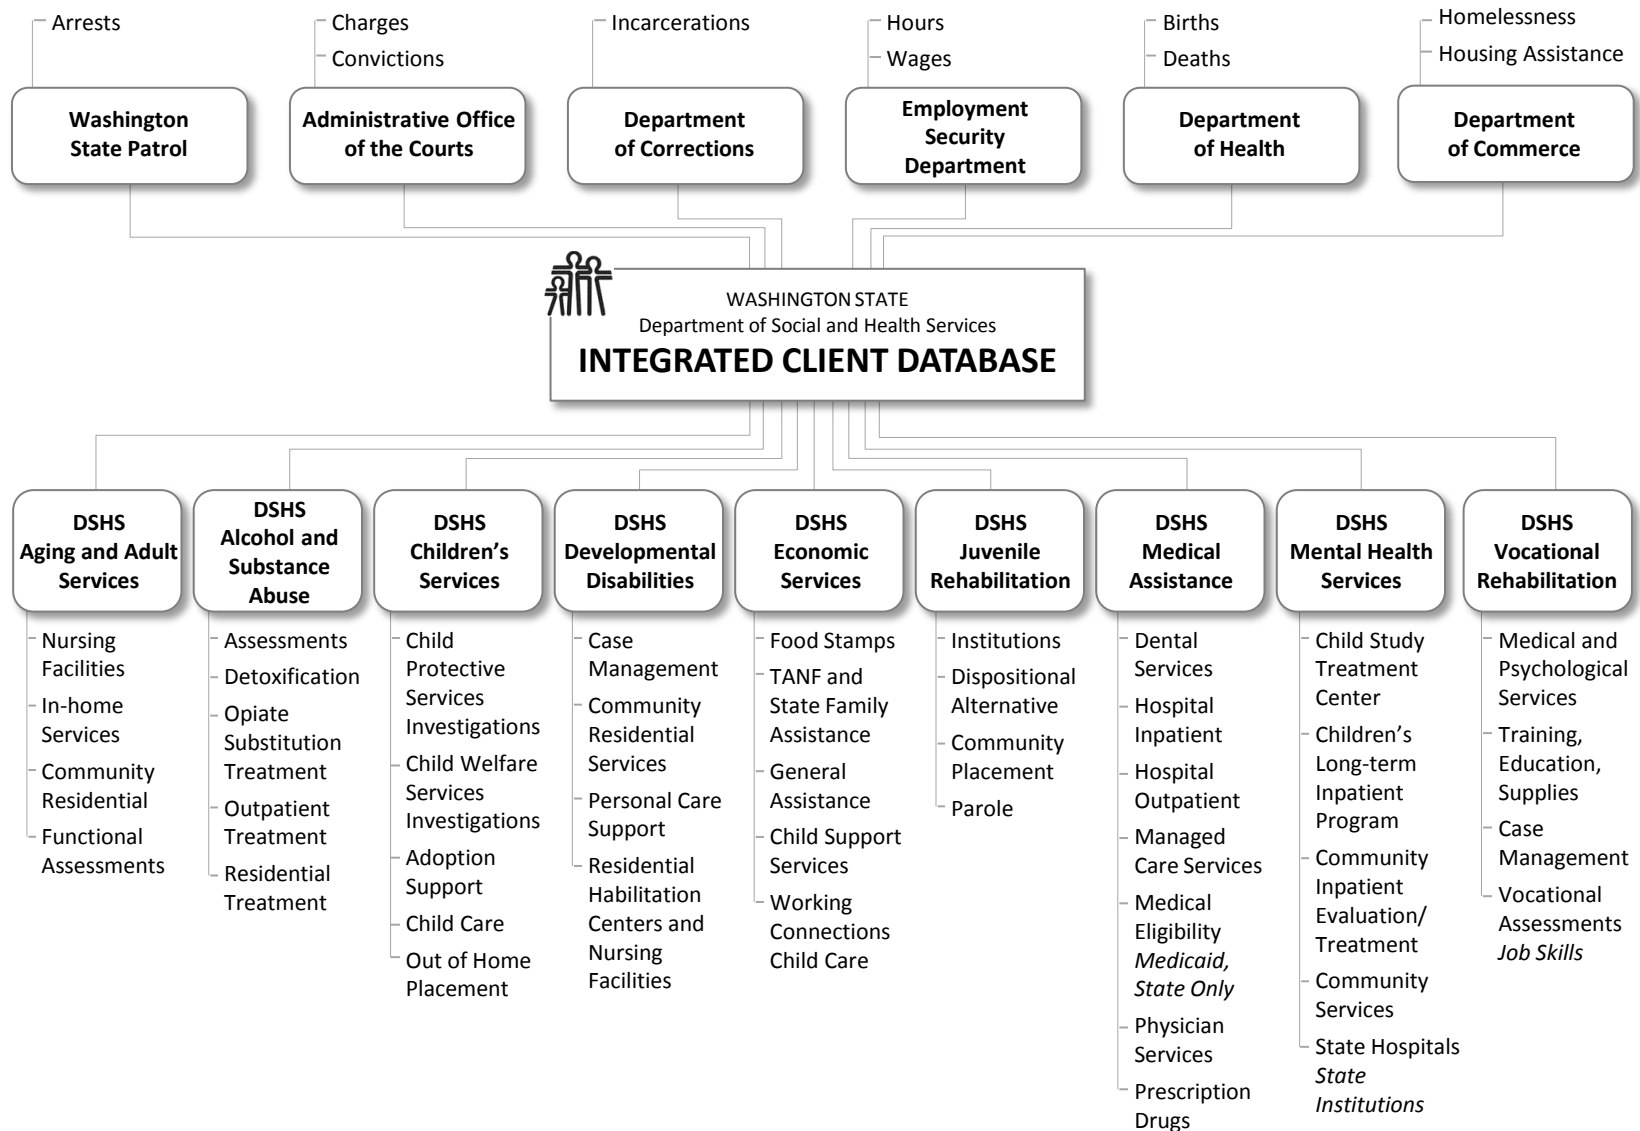 Arrests
Charges
Convictions
Incarcerations
Hours
Wages
Births
Deaths
Homelessness
Housing Assistance
Washington
State Patrol
Administrative Office
of the Courts
Department
of Corrections
Employment
Security
Department
Department
of Health
Department
of Commerce
WASHINGTON STATE
Department of Social and Health Services
INTEGRATED CLIENT DATABASE
DSHS
Aging and Adult
Services
DSHS
Alcohol and
Substance
Abuse
DSHS
Children’s
Services
DSHS
Developmental
Disabilities
DSHS
Economic
Services
DSHS
Juvenile
Rehabilitation
DSHS
Medical
Assistance
DSHS
Mental Health
Services
DSHS
Vocational
Rehabilitation
Nursing
Facilities
In-home
Services
Community
Residential
Functional
Assessments
Assessments
Detoxification
Opiate
Substitution
Treatment
Outpatient
Treatment
Residential
Treatment
Child
Protective
Services
Investigations
Child Welfare
Services
Investigations
Adoption
Support
Child Care
Out of Home
Placement
Case
Management
Community
Residential
Services
Personal Care
Support
Residential
Habilitation
Centers and
Nursing
Facilities
Food Stamps
TANF and
State Family
Assistance
General
Assistance
Child Support
Services
Working
Connections
Child Care
Institutions
Dispositional
Alternative
Community
Placement
Parole
Dental
Services
Hospital
Inpatient
Hospital
Outpatient
Managed
Care Services
Medical
Eligibility
Medicaid,
State Only
Physician
Services
Prescription
Drugs
Child Study
Treatment
Center
Children’s
Long-term
Inpatient
Program
Community
Inpatient
Evaluation/
Treatment
Community
Services
State Hospitals
State
Institutions
Medical and
Psychological
Services
Training,
Education,
Supplies
Case
Management
Vocational
Assessments
Job Skills